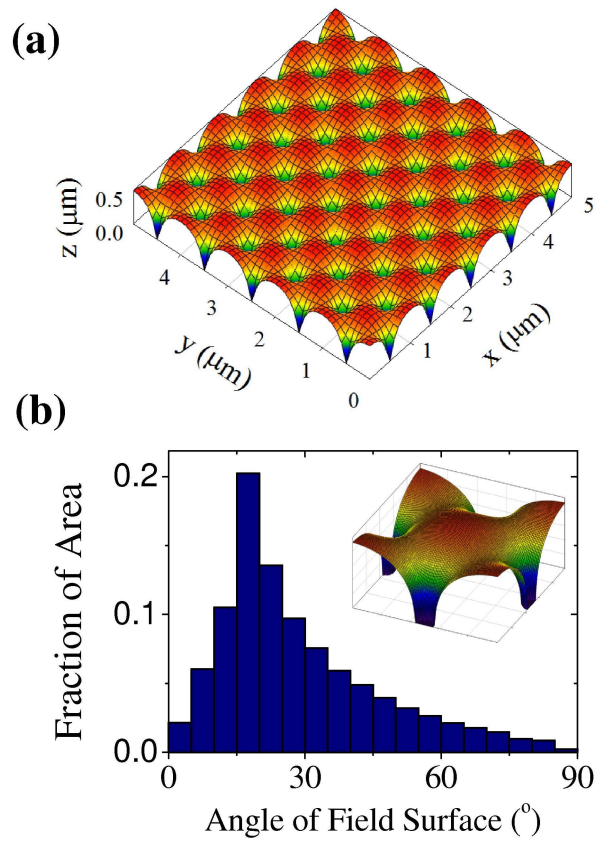 (a)
z (μm)
0.5
0.0
4
3
2
1
0
y (μm)
1
2
3
4
5
x (μm)
(b)
Fraction of Area
0.2
0.1
0.0
0
30
60
90
Angle of Field Surface (°)